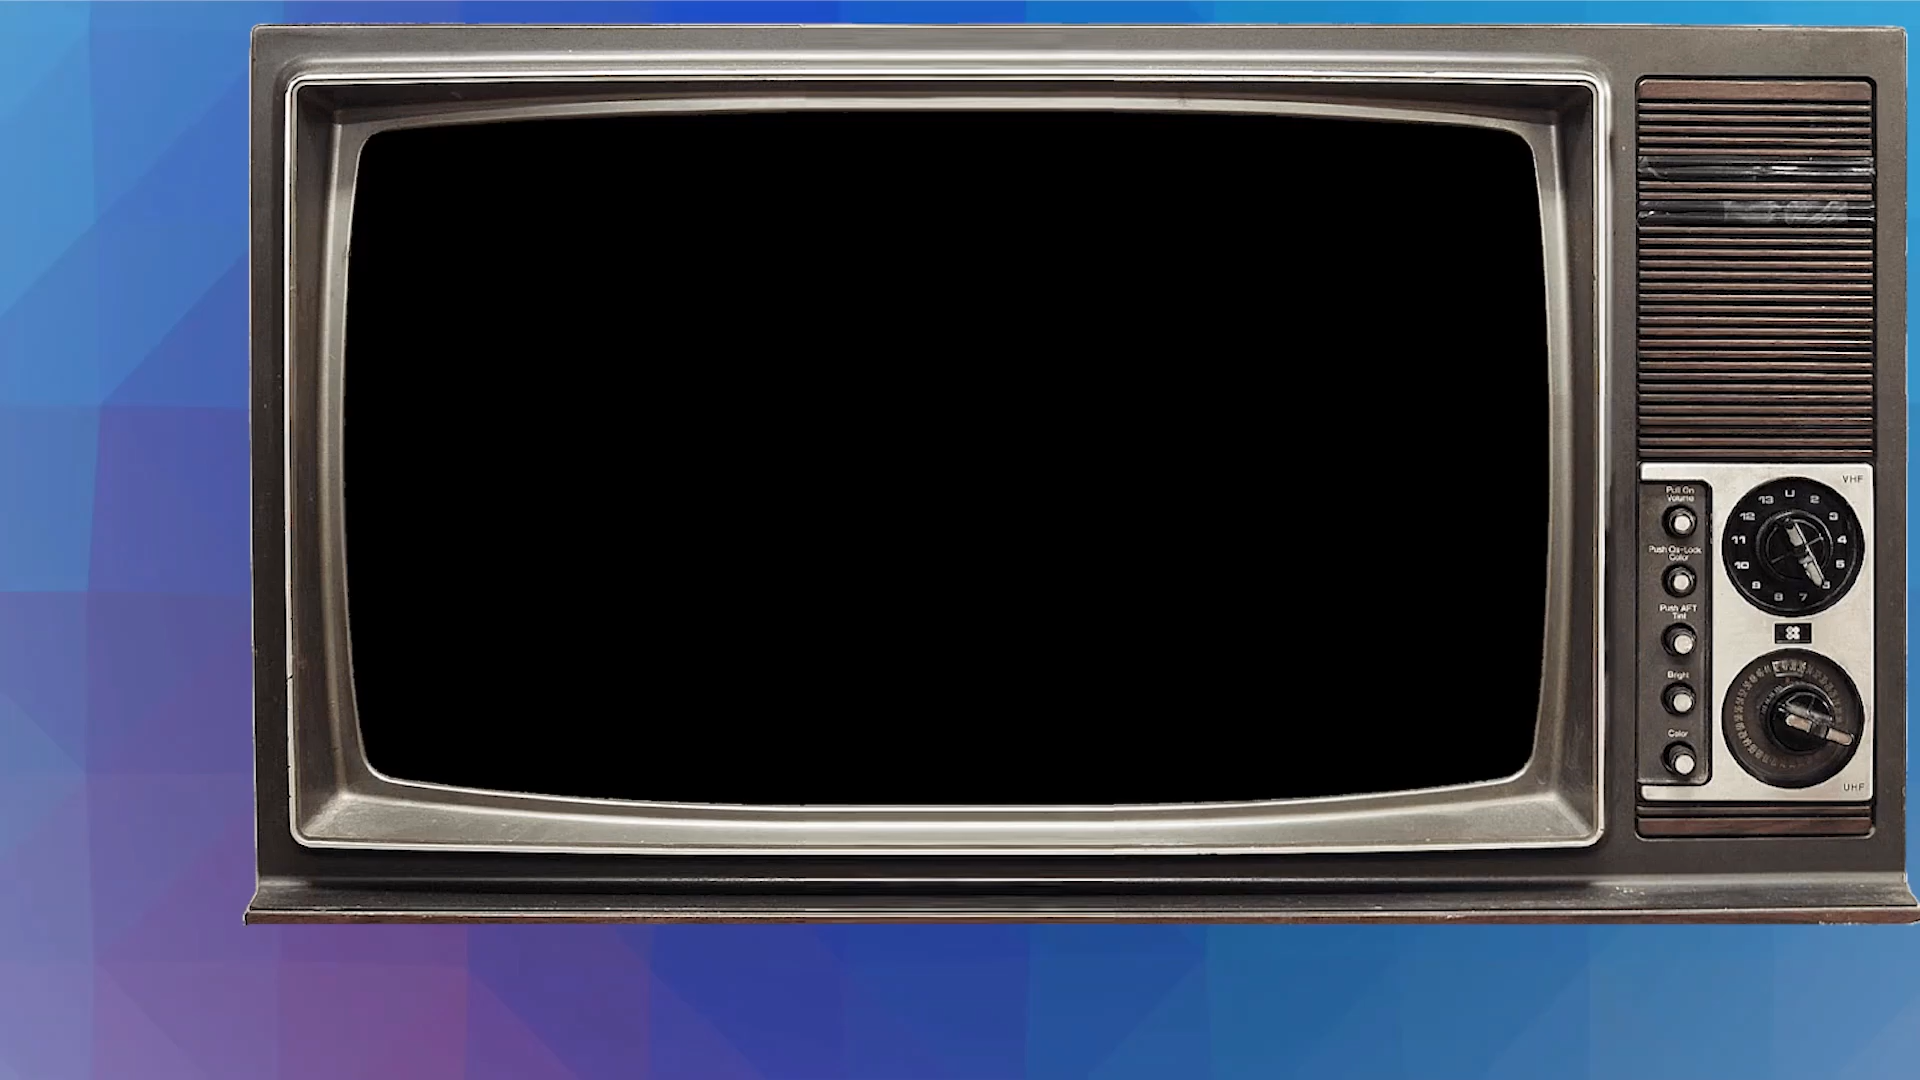 VHF
Pull On
Volume
U
13
2
12
3
11
4
10
5
9
8
7
Push On-Lock
Color
Push AFT
Tint
Bright
Color
UHF